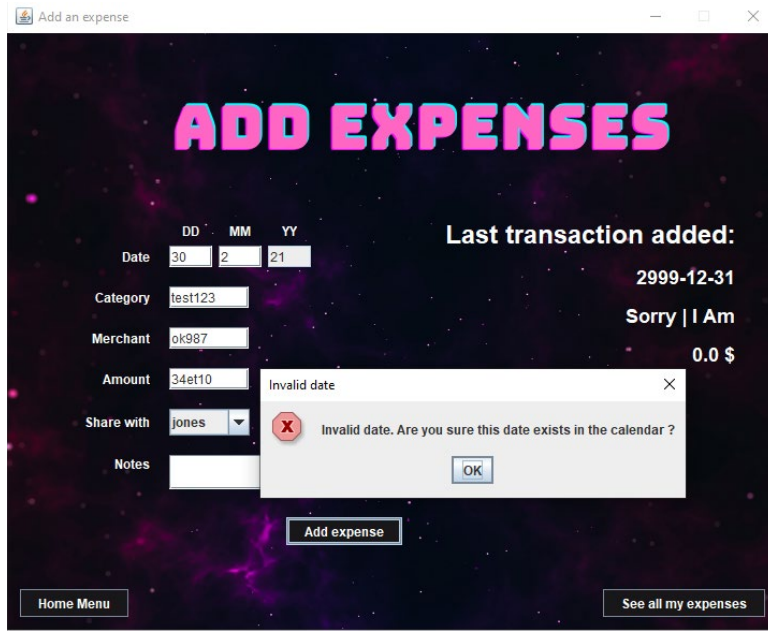 Add an expense
ADD EXPENSES
DD MM YY
Date 30 2 21
Category test123
Merchant ok987
Amount 34et10
Share with jones
Notes
Last transaction added:
2999-12-31
Sorry | I Am
0.0 $
Invalid date
Invalid date. Are you sure this date exists in the calendar ?
OK
Add expense
Home Menu
See all my expenses